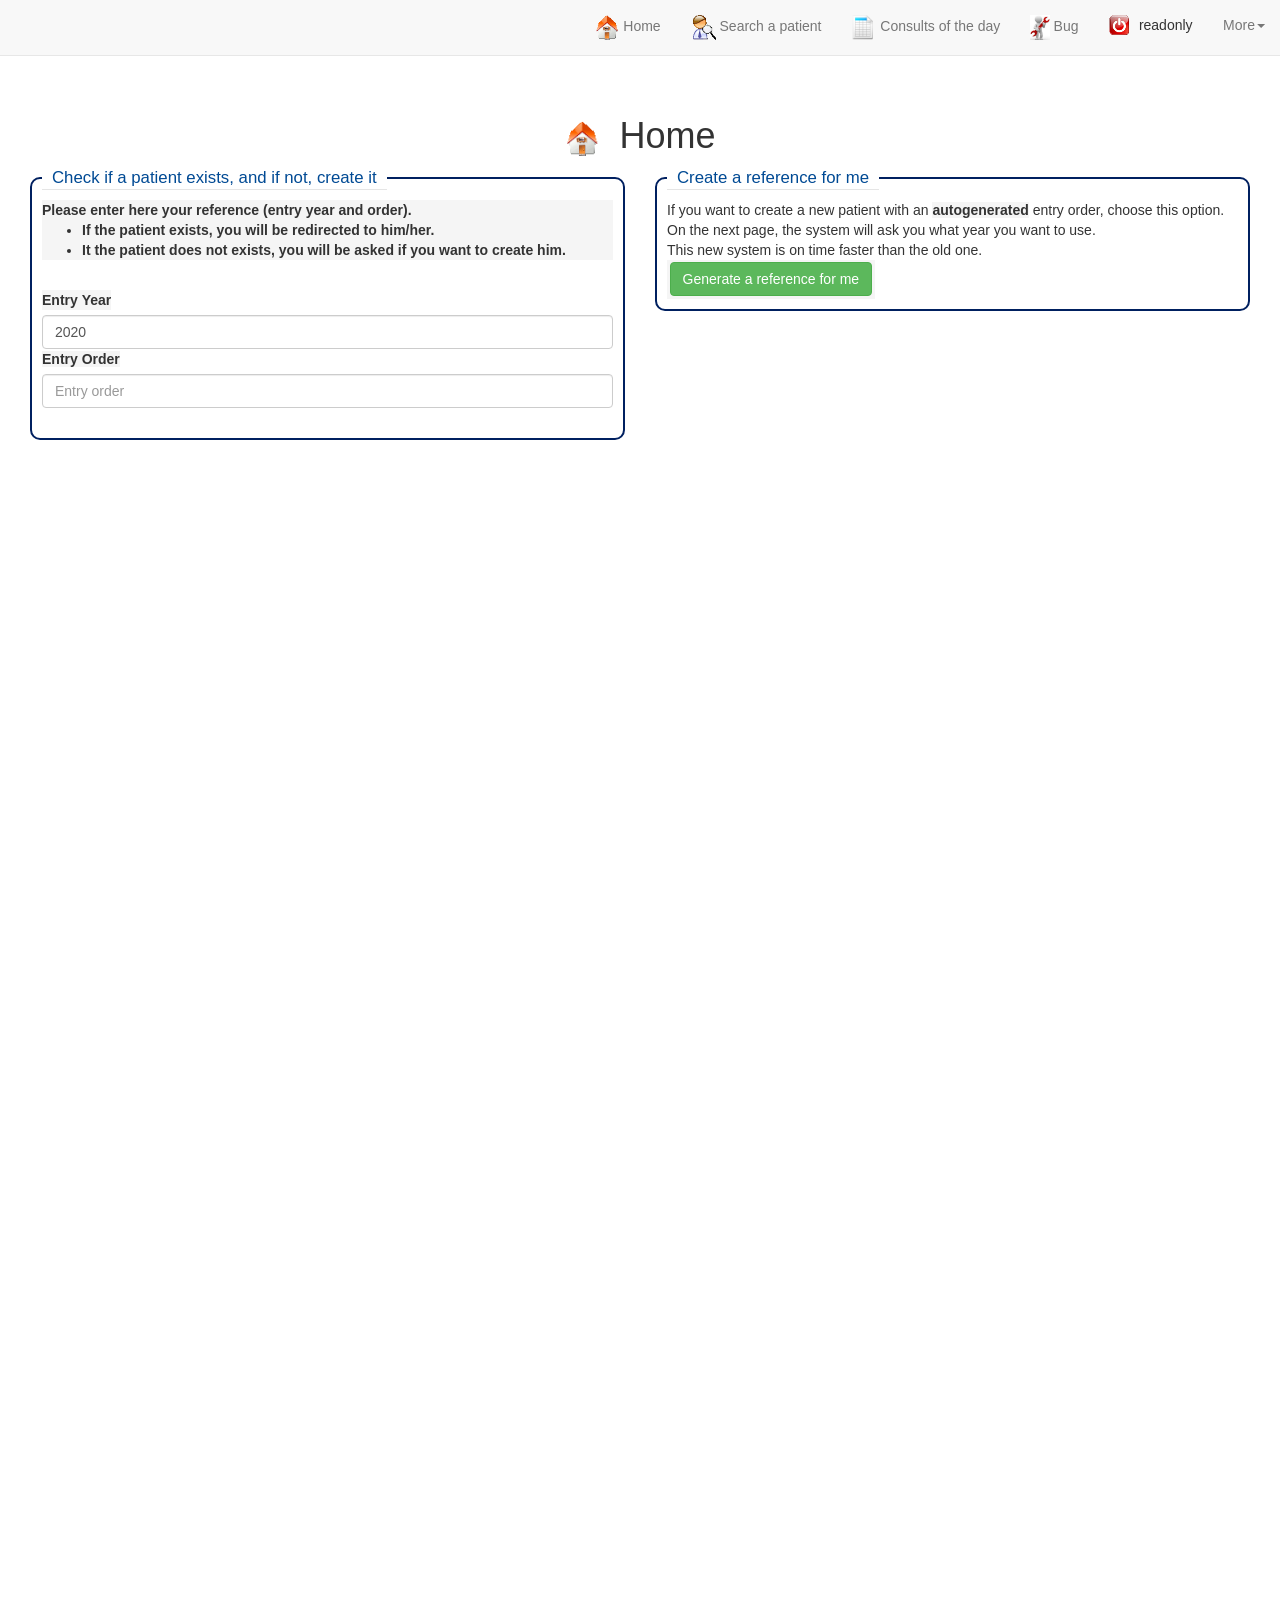 Home
Search a patient
Consults of the day
Bug
readonly
More
Home
Check if a patient exists, and if not, create it
Please enter here your reference (entry year and order).
If the patient exists, you will be redirected to him/her.
It the patient does not exists, you will be asked if you want to create him.
Entry Year
2020
Entry Order
Entry order
Create a reference for me
If you want to create a new patient with an autogenerated entry order, choose this option.
On the next page, the system will ask you what year you want to use.
This new system is on time faster than the old one.
Generate a reference for me